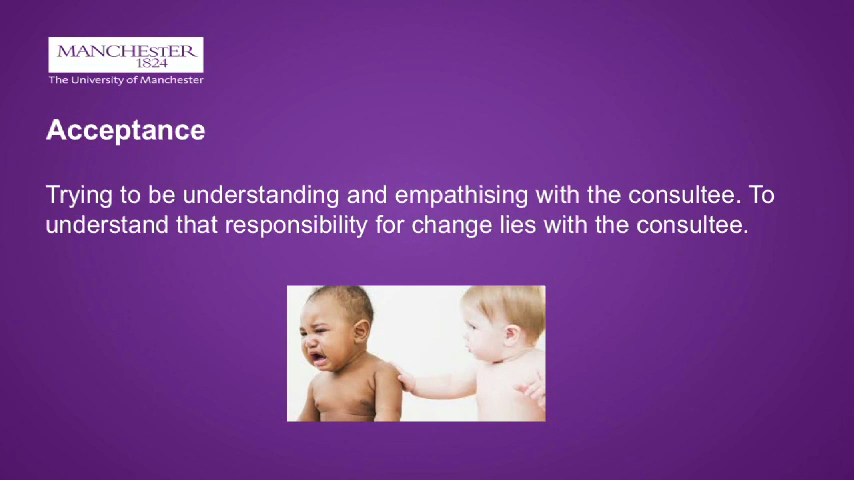 MANCHESTER
1824
The University of Manchester
Acceptance
Trying to be understanding and empathising with the consultee. To
understand that responsibility for change lies with the consultee.